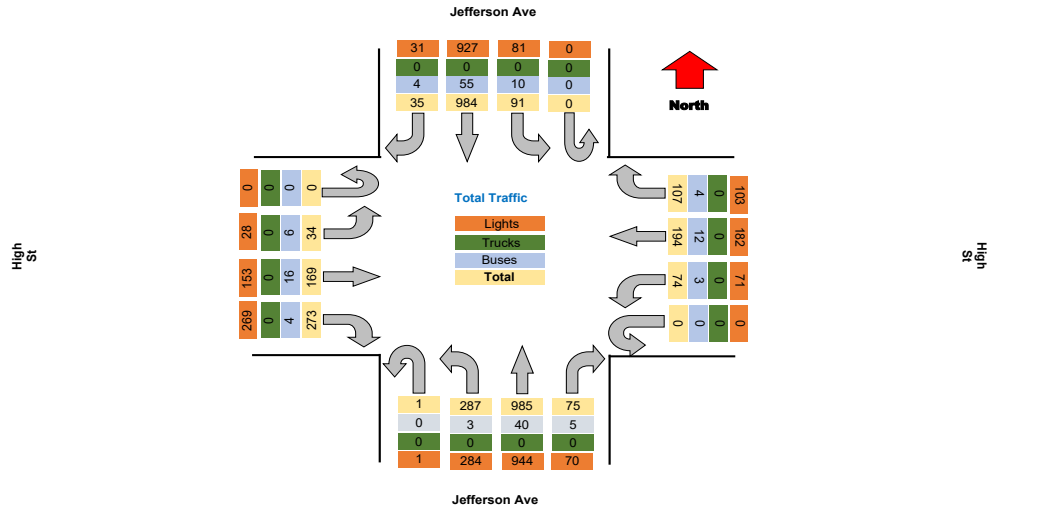 Jefferson Ave
31 927 81 0
0 0 0 0
4 55 10 0
35 984 91 0
North
0 0 0 0
28 0 6 34
153 0 16 169
269 0 4 273
High
St
Total Traffic
Lights
Trucks
Buses
Total
107 4 0 103
194 12 0 182
74 3 0 71
0 0 0 0
High
St
1 287 985 75
0 3 40 5
0 0 0 0
1 284 944 70
Jefferson Ave